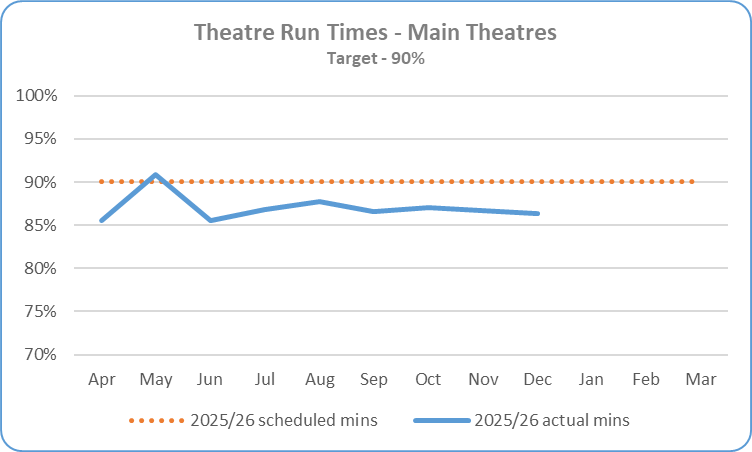 Theatre Run Times - Main Theatres
Target - 90%
100%
95%
90%
85%
80%
75%
70%
Apr May Jun Jul Aug Sep Oct Nov Dec Jan Feb Mar
2025/26 scheduled mins 2025/26 actual mins